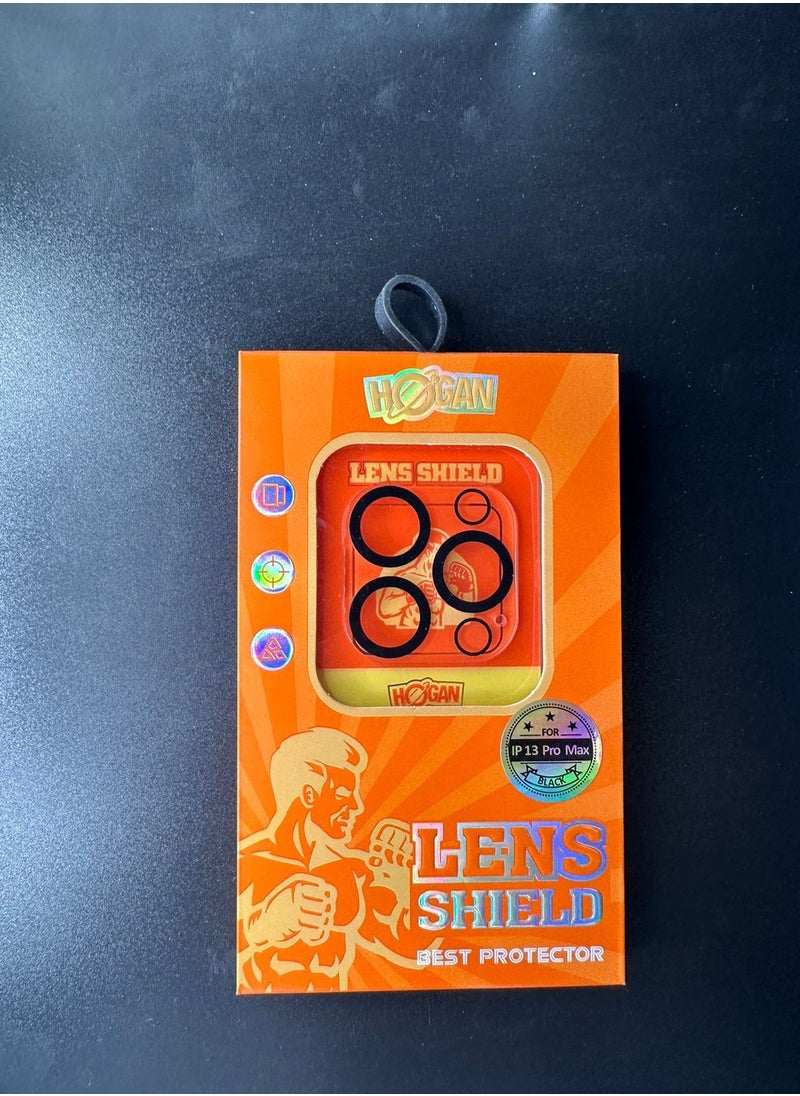 HOGAN
LENS SHIELD
HOGAN
FOR
IP 13 Pro Max
BLACK
LENS
SHIELD
BEST PROTECTOR